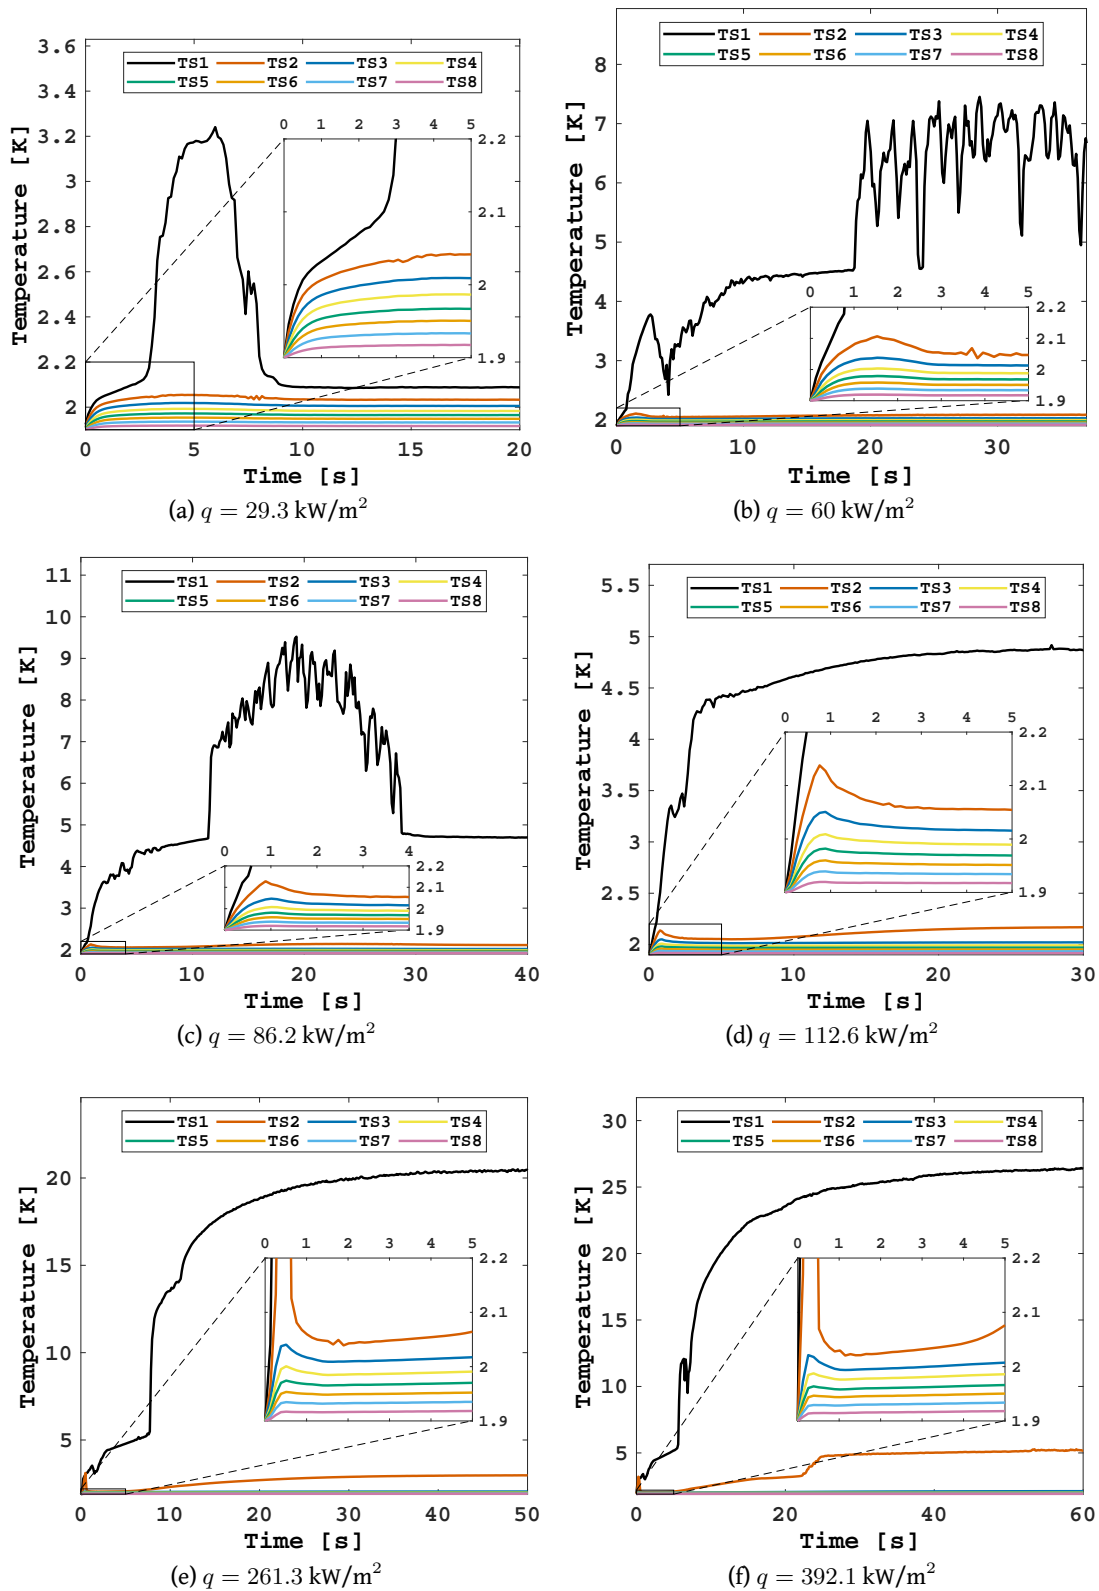 3.6
3.4
3.2
3
2.8
2.6
2.4
2.2
2
Temperature [K]
TS1 TS2 TS3 TS4
TS5 TS6 TS7 TS8
0 1 2 3 4 5
2.2
2.1
2
1.9
0 5 10 15 20
Time [s]
(a) q = 29.3 kW/m²
8
7
6
5
4
3
2
Temperature [K]
TS1 TS2 TS3 TS4
TS5 TS6 TS7 TS8
0 1 2 3 4 5
2.2
2.1
2
1.9
0 10 20 30
Time [s]
(b) q = 60 kW/m²
11
10
9
8
7
6
5
4
3
2
Temperature [K]
TS1 TS2 TS3 TS4
TS5 TS6 TS7 TS8
0 1 2 3 4
2.2
2.1
2
1.9
0 10 20 30 40
Time [s]
(c) q = 86.2 kW/m²
5.5
5
4.5
4
3.5
3
2.5
2
Temperature [K]
TS1 TS2 TS3 TS4
TS5 TS6 TS7 TS8
0 1 2 3 4 5
2.2
2.1
2
1.9
0 10 20 30
Time [s]
(d) q = 112.6 kW/m²
20
15
10
5
Temperature [K]
TS1 TS2 TS3 TS4
TS5 TS6 TS7 TS8
0 1 2 3 4 5
2.2
2.1
2
1.9
0 10 20 30 40 50
Time [s]
(e) q = 261.3 kW/m²
30
25
20
15
10
5
Temperature [K]
TS1 TS2 TS3 TS4
TS5 TS6 TS7 TS8
0 1 2 3 4 5
2.2
2.1
2
1.9
0 20 40 60
Time [s]
(f) q = 392.1 kW/m²